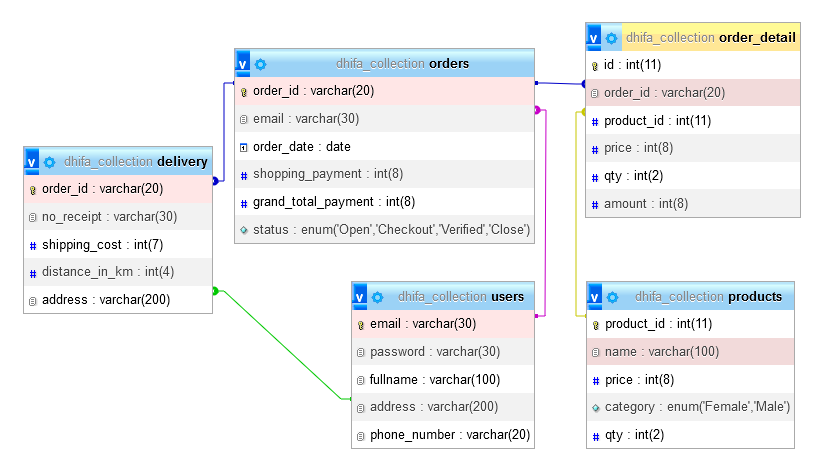 v dhifa_collection orders
order_id : varchar(20)
email : varchar(30)
order_date : date
shopping_payment : int(8)
grand_total_payment : int(8)
status : enum('Open','Checkout','Verified','Close')
v dhifa_collection order_detail
id : int(11)
order_id : varchar(20)
product_id : int(11)
price : int(8)
qty : int(2)
amount : int(8)
v dhifa_collection delivery
order_id : varchar(20)
no_receipt : varchar(30)
shipping_cost : int(7)
distance_in_km : int(4)
address : varchar(200)
v dhifa_collection users
email : varchar(30)
password : varchar(30)
fullname : varchar(100)
address : varchar(200)
phone_number : varchar(20)
v dhifa_collection products
product_id : int(11)
name : varchar(100)
price : int(8)
category : enum('Female','Male')
qty : int(2)